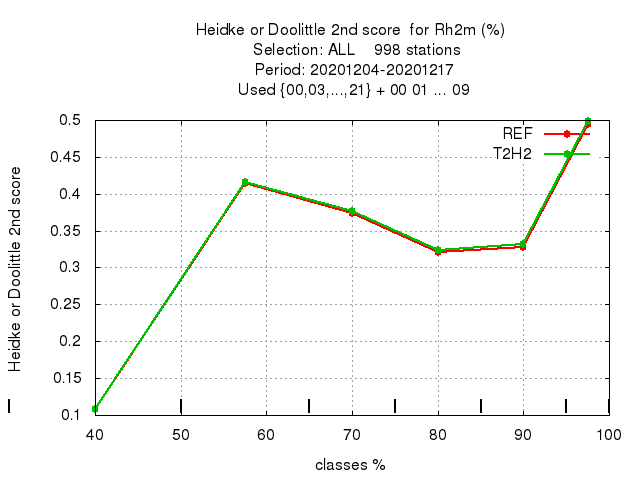 Heidke or Doolittle 2nd score  for Rh2m (%)
Selection: ALL    998 stations
Period: 20201204-20201217
Used {00,03,...,21} + 00 01 ... 09
REF
T2H2
Heidke or Doolittle 2nd score
0.5
0.45
0.4
0.35
0.3
0.25
0.2
0.15
0.1
40 50 60 70 80 90 100
classes %